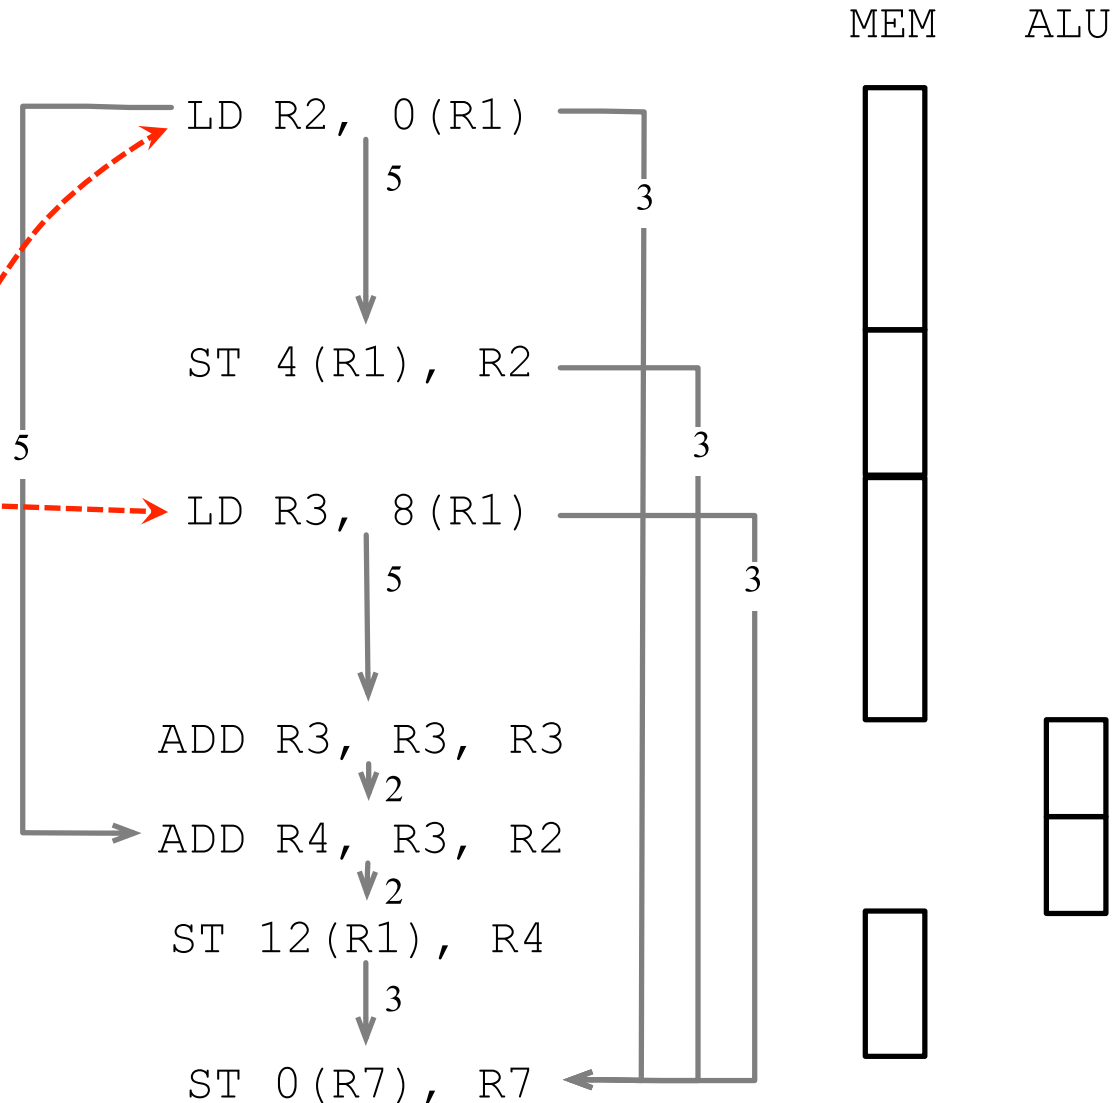 MEM ALU
LD R2, 0(R1)
5
3
ST 4(R1), R2
5
3
LD R3, 8(R1)
5
3
ADD R3, R3, R3
2
ADD R4, R3, R2
2
ST 12(R1), R4
3
ST 0(R7), R7